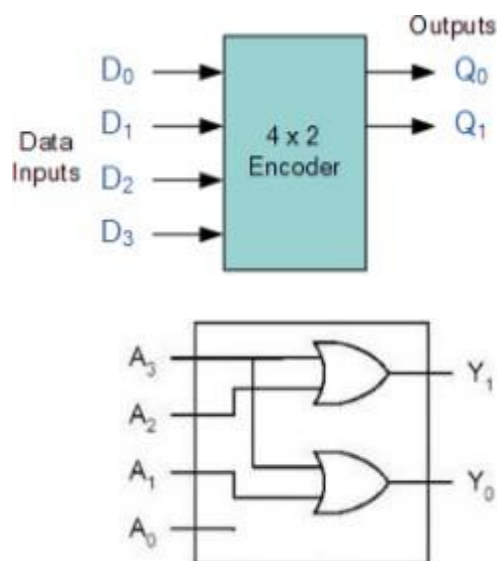 Outputs
D0
Q0
D1
Q1
Data
Inputs
4 x 2
Encoder
D2
D3
A3
Y1
A2
A1
Y0
A0